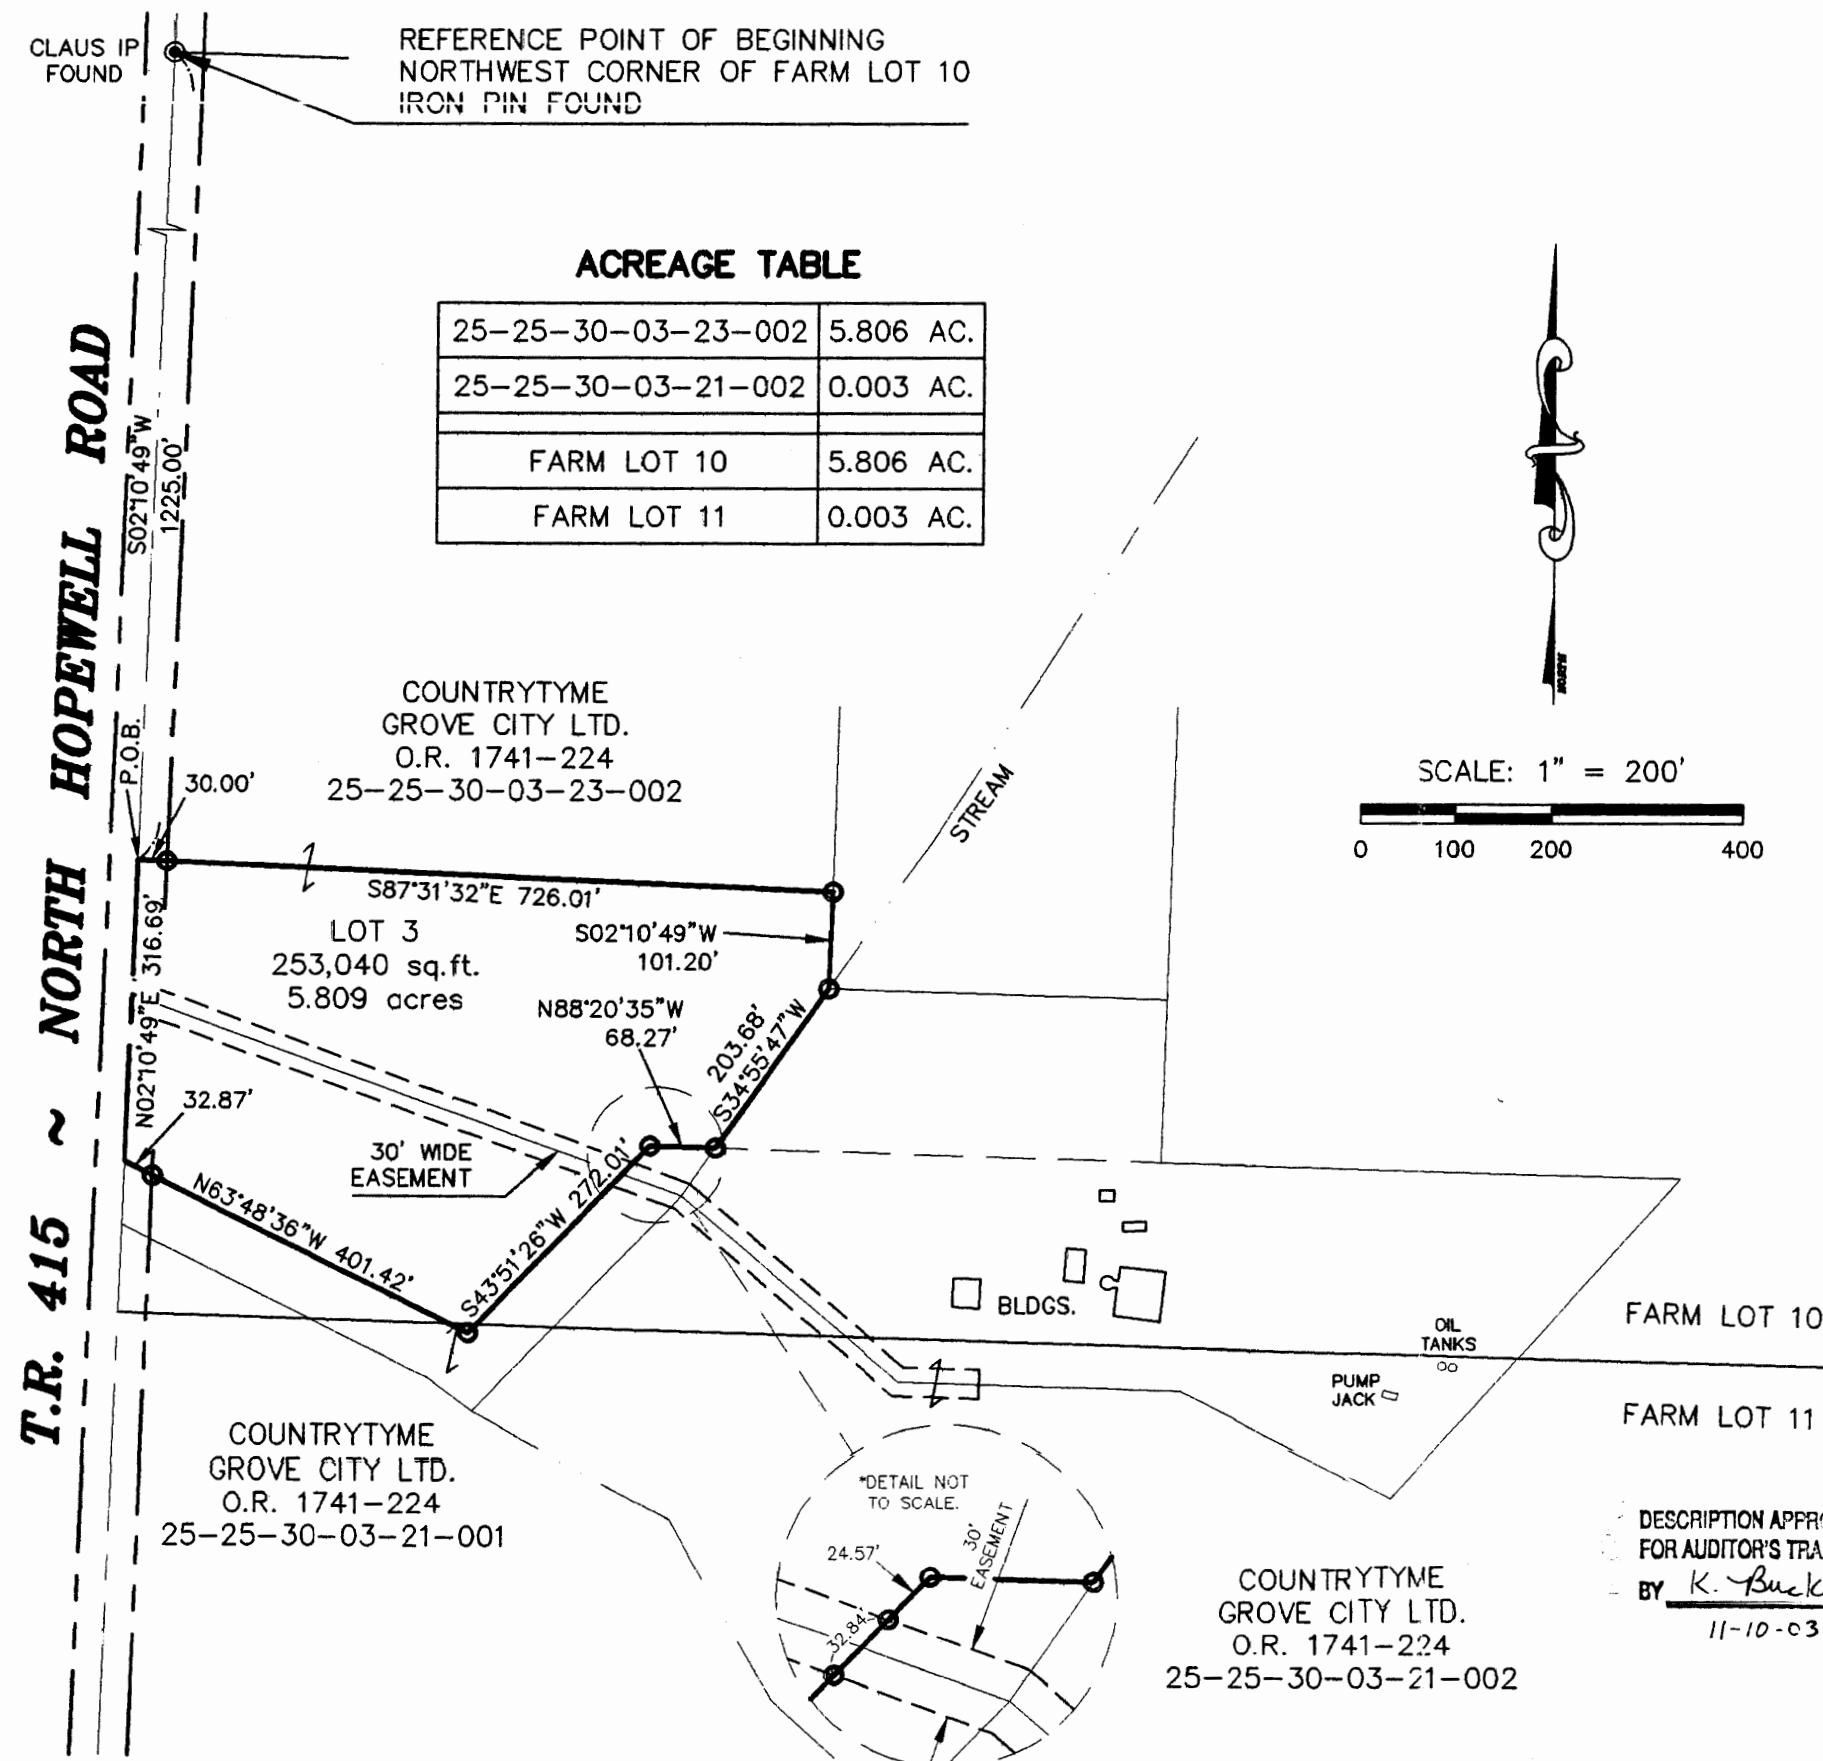 CLAUS IP
FOUND
REFERENCE POINT OF BEGINNING
NORTHWEST CORNER OF FARM LOT 10
IRON PIN FOUND
ACREAGE TABLE
25-25-30-03-23-002 5.806 AC.
25-25-30-03-21-002 0.003 AC.
FARM LOT 10 5.806 AC.
FARM LOT 11 0.003 AC.
S02°10'49"W
1225.00'
T.R. 415 ~ NORTH HOPEWELL ROAD
P.O.B.
30.00'
COUNTRYTYME
GROVE CITY LTD.
O.R. 1741-224
25-25-30-03-23-002
STREAM
SCALE: 1" = 200'
0 100 200 400
S87°31'32"E 726.01'
LOT 3
253,040 sq.ft.
5.809 acres
S02°10'49"W
101.20'
N88°20'35"W
68.27'
203.68'
S34°55'47"W
N02°10'49"E 316.69'
32.87'
30' WIDE
EASEMENT
N63°48'36"W 401.42'
S43°51'26"W 272.01'
BLDGS.
OIL
TANKS
PUMP
JACK
FARM LOT 10
FARM LOT 11
COUNTRYTYME
GROVE CITY LTD.
O.R. 1741-224
25-25-30-03-21-001
*DETAIL NOT
TO SCALE.
30'
EASEMENT
24.57'
32.84'
COUNTRYTYME
GROVE CITY LTD.
O.R. 1741-224
25-25-30-03-21-002
DESCRIPTION APPR
FOR AUDITOR'S TRA
BY K. Buck
11-10-03